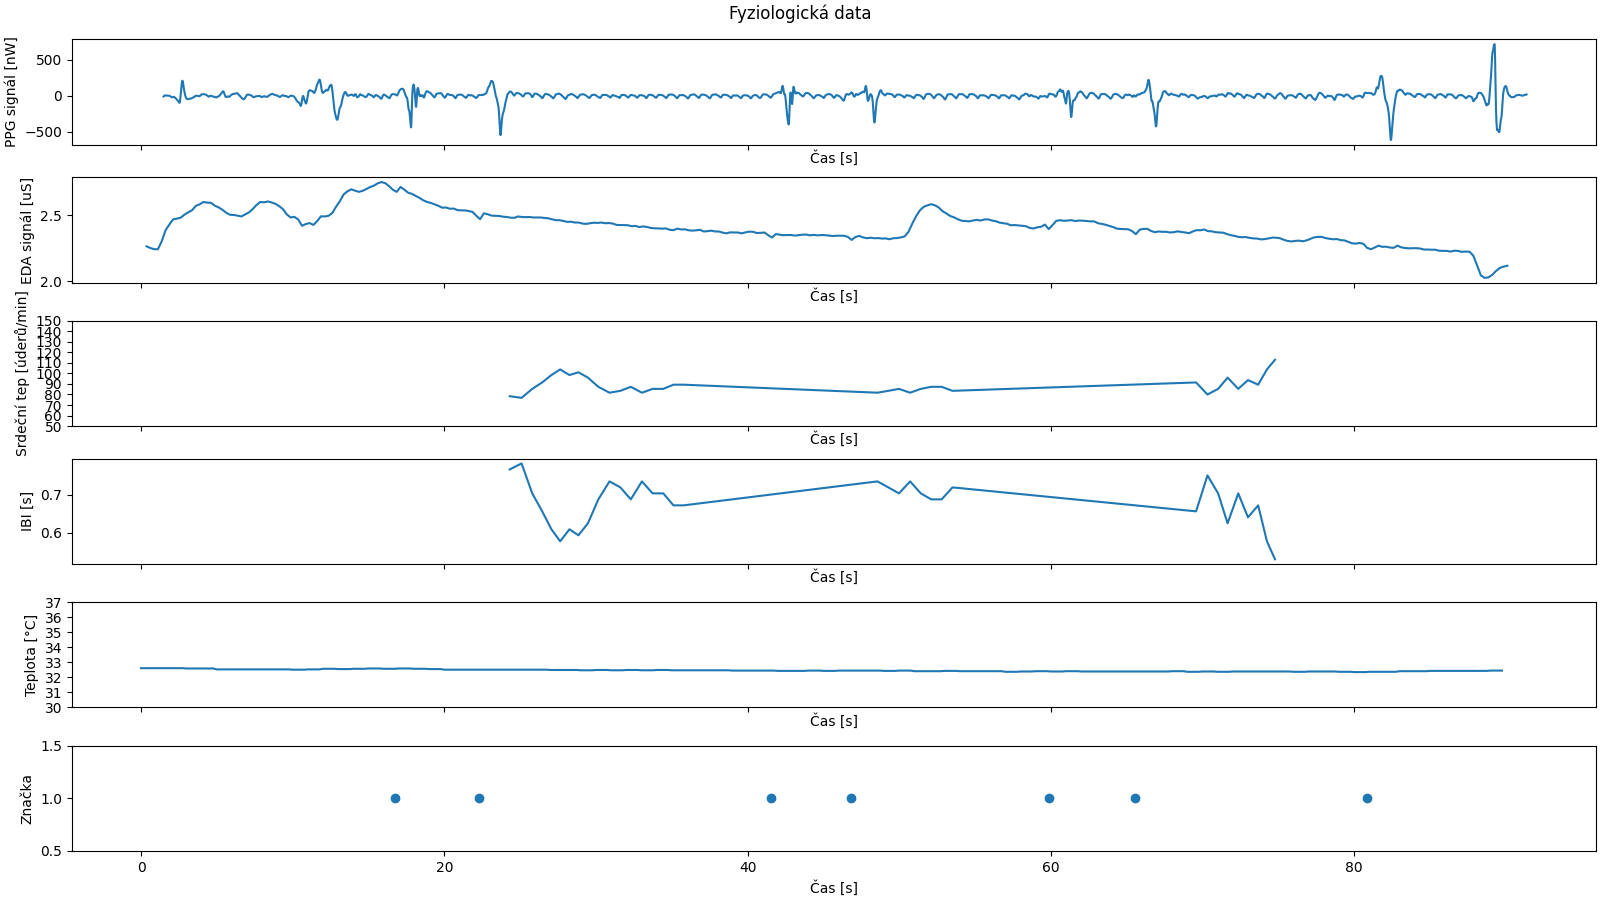 Fyziologická data
PPG signál [nW]
500
0
−500
Čas [s]
EDA signál [uS]
2.5
2.0
Čas [s]
Srdeční tep [úderů/min]
150
140
130
120
110
100
90
80
70
60
50
Čas [s]
IBI [s]
0.7
0.6
Čas [s]
Teplota [°C]
37
36
35
34
33
32
31
30
Čas [s]
Značka
1.5
1.0
0.5
0 20 40 60 80
Čas [s]